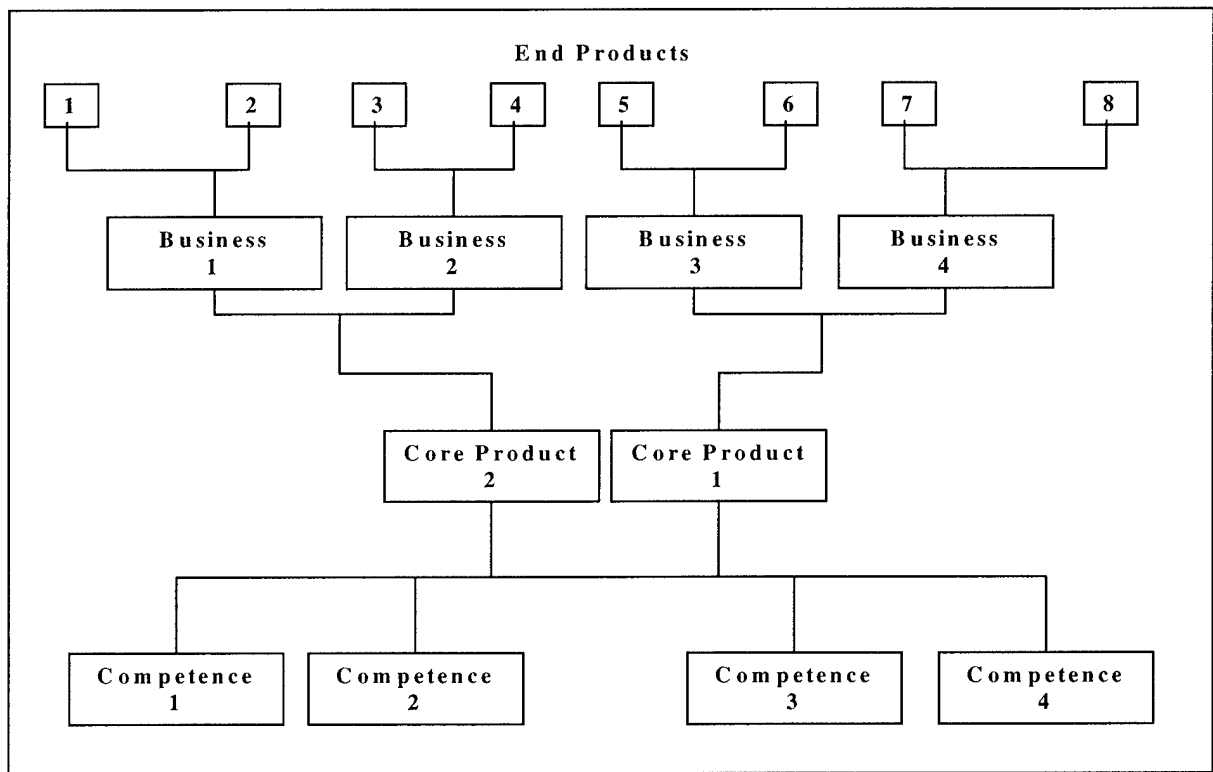 End Products
1 2 3 4 5 6 7 8
Business
1
Business
2
Business
3
Business
4
Core Product
2
Core Product
1
Competence
1
Competence
2
Competence
3
Competence
4